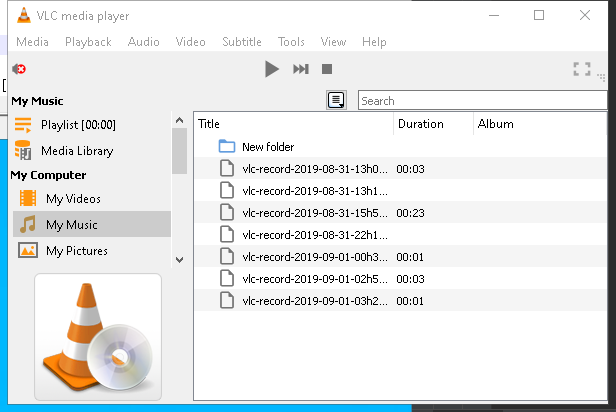 VLC media player
Media Playback Audio Video Subtitle Tools View Help
My Music
Playlist [00:00]
Media Library
My Computer
My Videos
My Music
My Pictures
Search
Title Duration Album
New folder
vlc-record-2019-08-31-13h0... 00:03
vlc-record-2019-08-31-13h1...
vlc-record-2019-08-31-15h5... 00:23
vlc-record-2019-08-31-22h1...
vlc-record-2019-09-01-00h3... 00:01
vlc-record-2019-09-01-02h5... 00:03
vlc-record-2019-09-01-03h2... 00:01